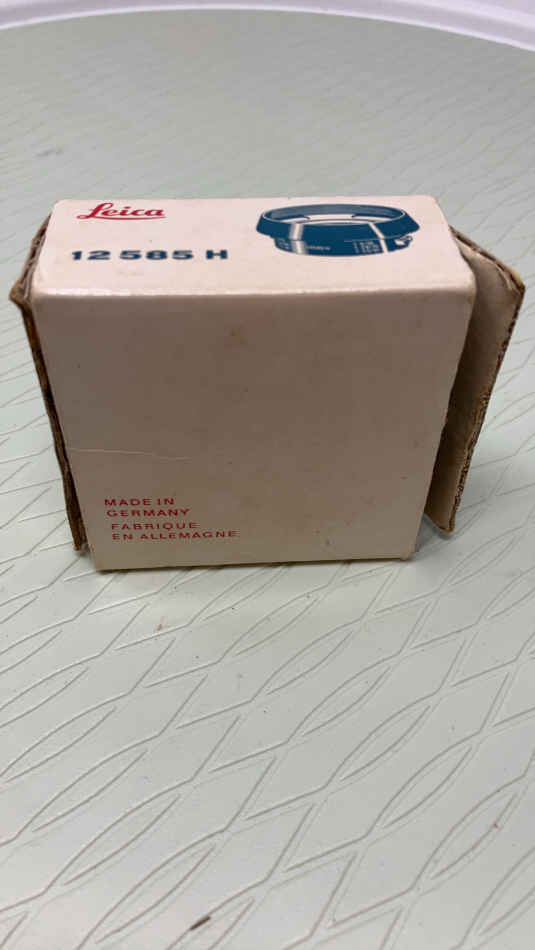 Leica
12 585 H
MADE IN
GERMANY
FABRIQUE
EN ALLEMAGNE